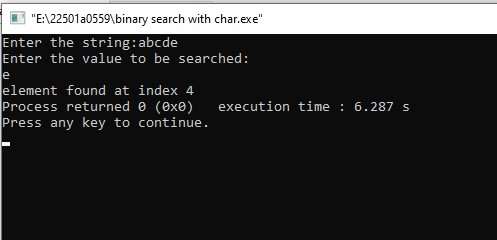 "E:\22501a0559\binary search with char.exe"
Enter the string:abcde
Enter the value to be searched:
e
element found at index 4
Process returned 0 (0x0)   execution time : 6.287 s
Press any key to continue.